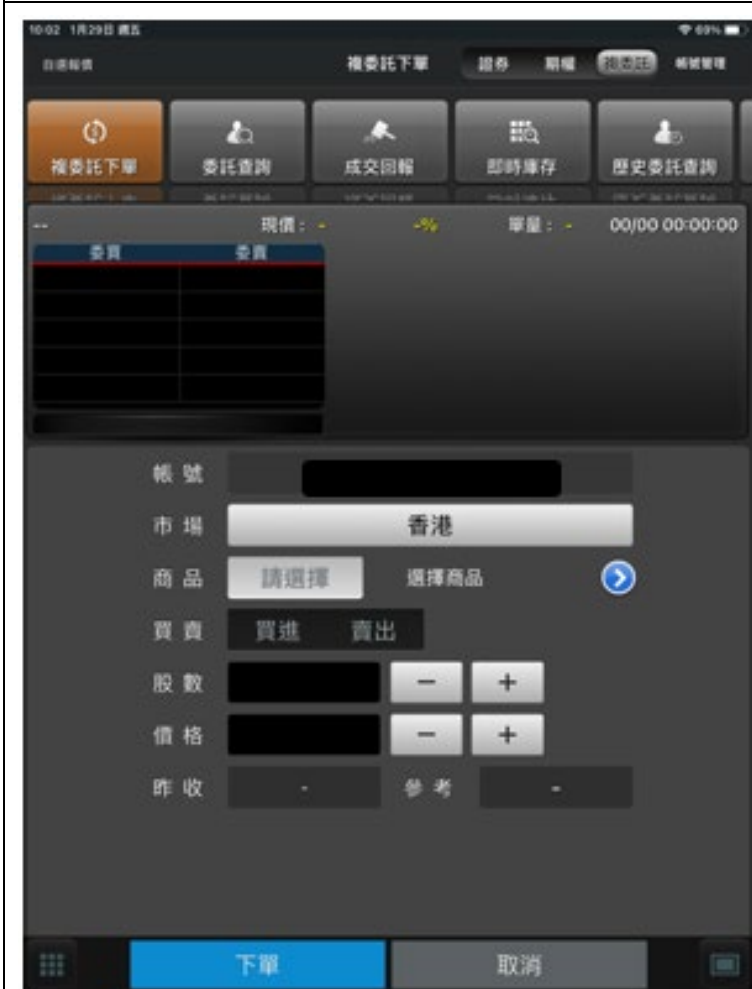 10:02 1月29日 週五 69%
自選報價 複委託下單 證券 期權 複委託 帳號管理
複委託下單 委託查詢 成交回報 即時庫存 歷史委託查詢
-- 現價： - -% 單量： - 00/00 00:00:00
委買 委賣
帳 號
市 場 香港
商 品 請選擇 選擇商品
買 賣 買進 賣出
股 數 − +
價 格 − +
昨 收 - 參 考 -
下單 取消